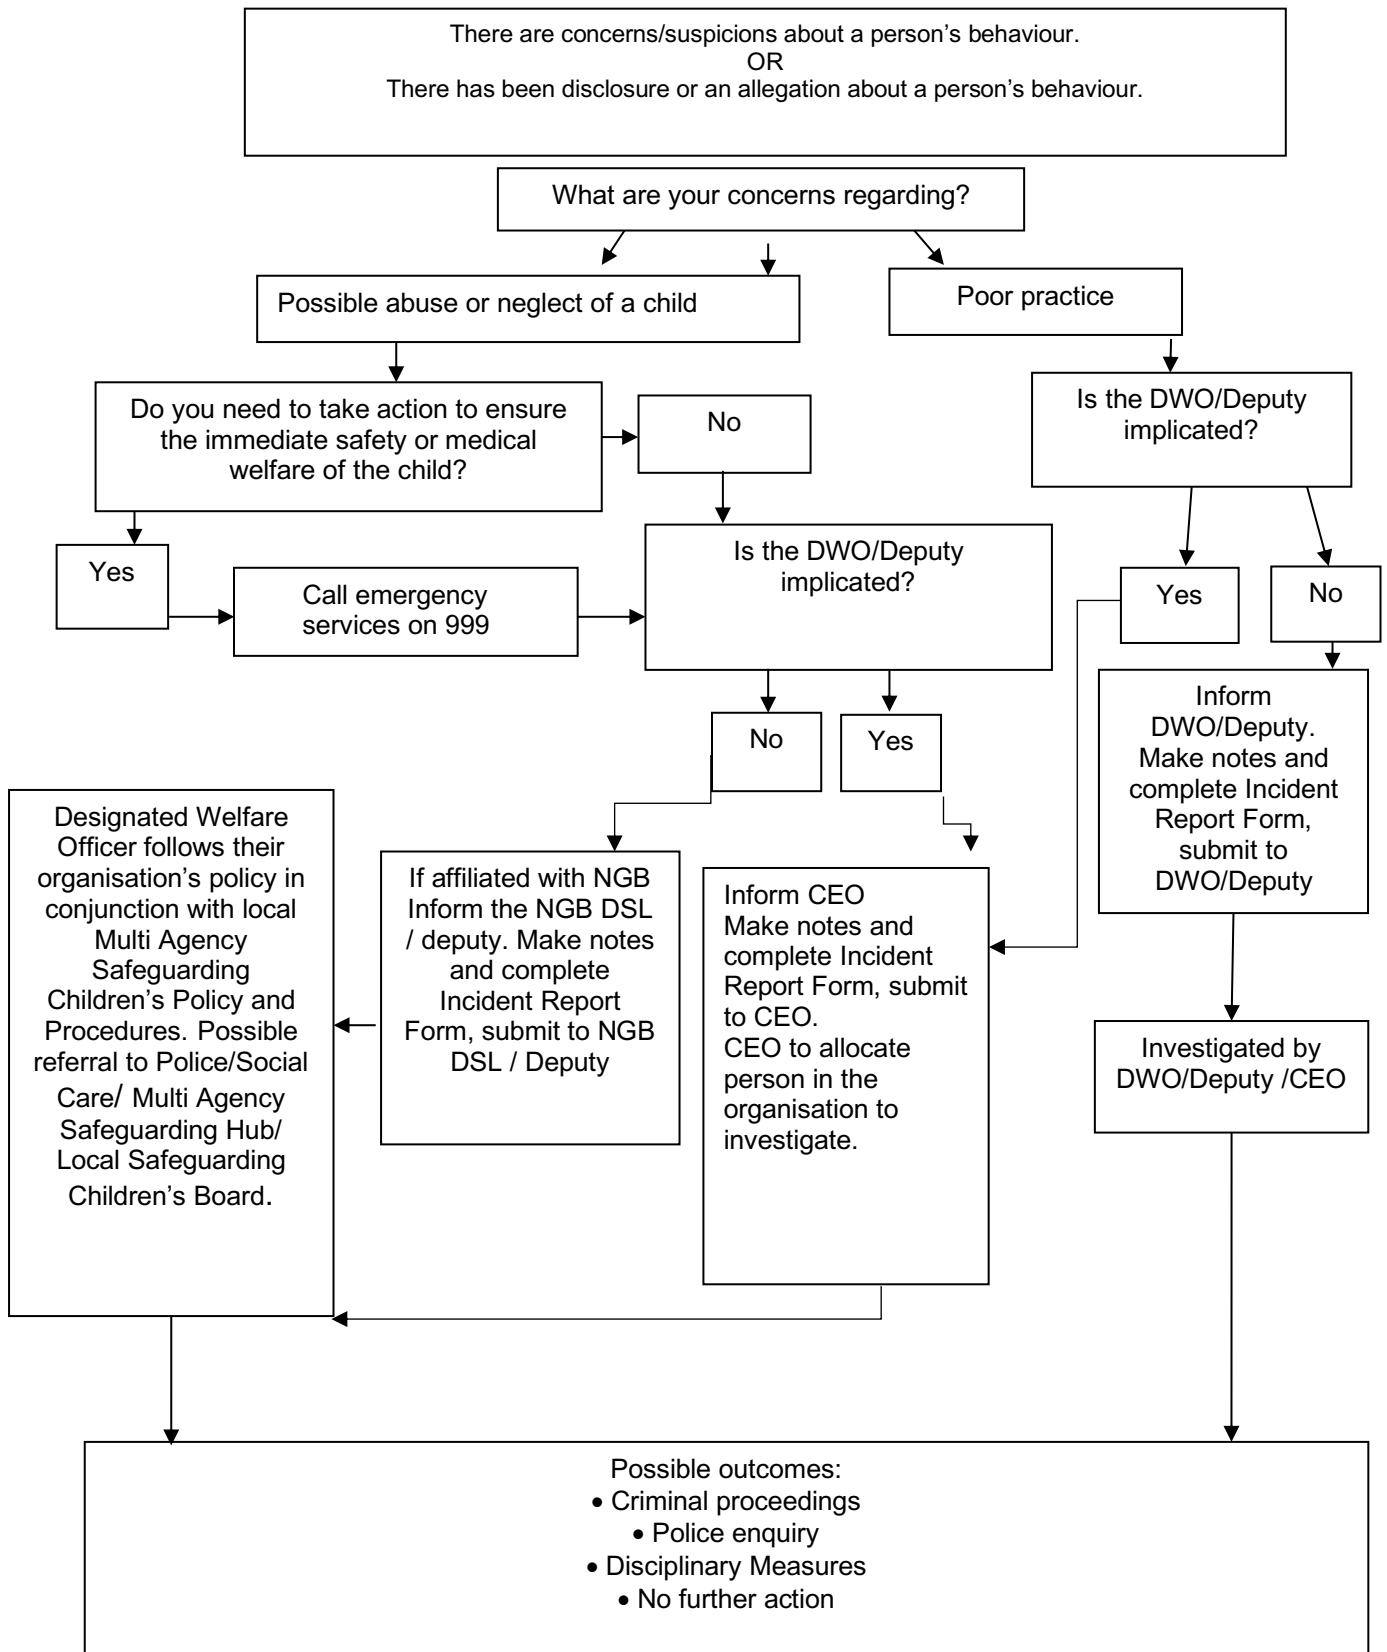 There are concerns/suspicions about a person’s behaviour.
OR
There has been disclosure or an allegation about a person’s behaviour.
What are your concerns regarding?
Possible abuse or neglect of a child
Poor practice
Do you need to take action to ensure
the immediate safety or medical
welfare of the child?
No
Is the DWO/Deputy
implicated?
Yes
Call emergency
services on 999
Is the DWO/Deputy
implicated?
Yes
No
No
Yes
Inform
DWO/Deputy.
Make notes and
complete Incident
Report Form,
submit to
DWO/Deputy
Designated Welfare
Officer follows their
organisation’s policy in
conjunction with local
Multi Agency
Safeguarding
Children’s Policy and
Procedures. Possible
referral to Police/Social
Care/ Multi Agency
Safeguarding Hub/
Local Safeguarding
Children’s Board.
If affiliated with NGB
Inform the NGB DSL
/ deputy. Make notes
and complete
Incident Report
Form, submit to NGB
DSL / Deputy
Inform CEO
Make notes and
complete Incident
Report Form, submit
to CEO.
CEO to allocate
person in the
organisation to
investigate.
Investigated by
DWO/Deputy /CEO
Possible outcomes:
• Criminal proceedings
• Police enquiry
• Disciplinary Measures
• No further action